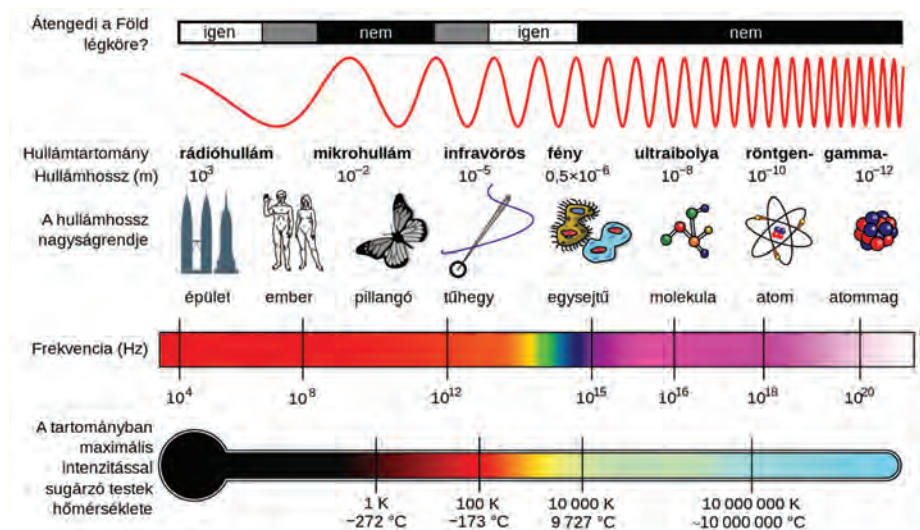 Átengedi a Föld
légköre?
igen nem igen nem
Hullámtartomány rádióhullám mikrohullám infravörös fény ultraibolya röntgen- gamma-
Hullámhossz (m) 10³ 10⁻² 10⁻⁵ 0,5×10⁻⁶ 10⁻⁸ 10⁻¹⁰ 10⁻¹²
A hullámhossz
nagyságrendje
épület ember pillangó tűhegy egysejtű molekula atom atommag
Frekvencia (Hz)
10⁴ 10⁸ 10¹² 10¹⁵ 10¹⁶ 10¹⁸ 10²⁰
A tartományban
maximális
intenzitással
sugárzó testek
hőmérséklete
1 K 100 K 10 000 K 10 000 000 K
−272 °C −173 °C 9 727 °C ~10 000 000 °C